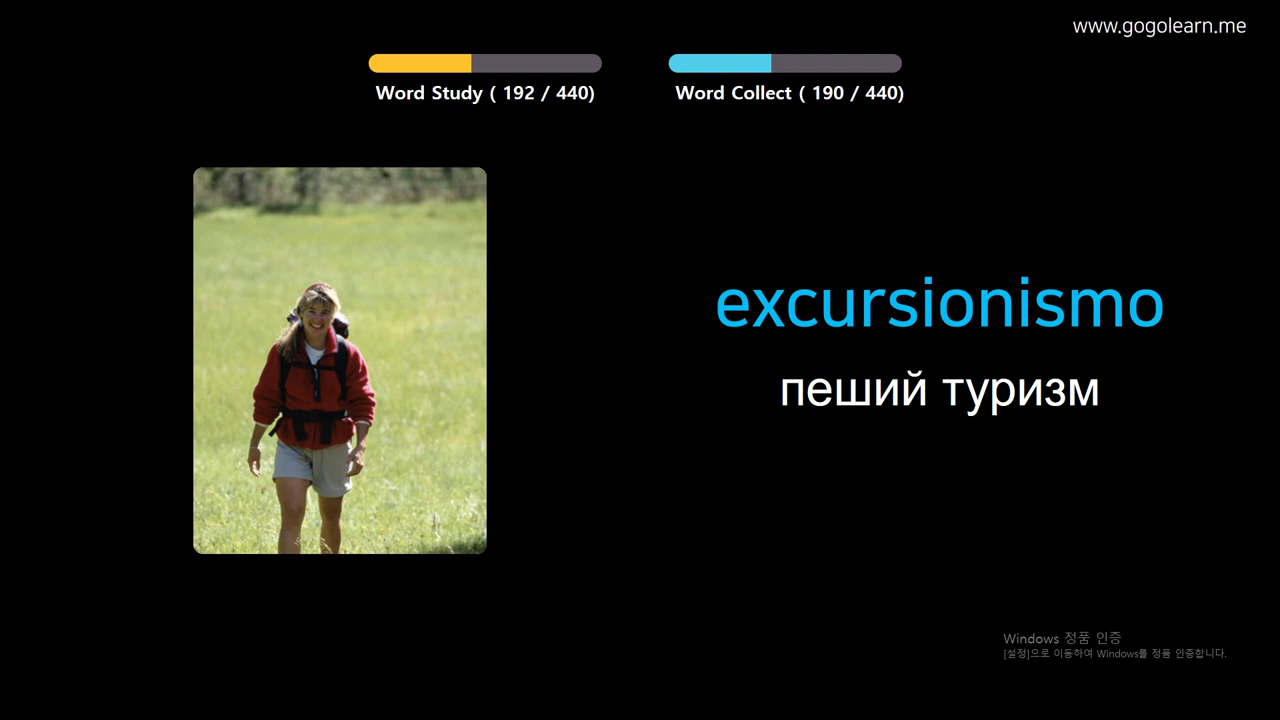 www.gogolearn.me
Word Study ( 192 / 440)
Word Collect ( 190 / 440)
excursionismo
пеший туризм
Windows 정품 인증
[설정]으로 이동하여 Windows를 정품 인증합니다.